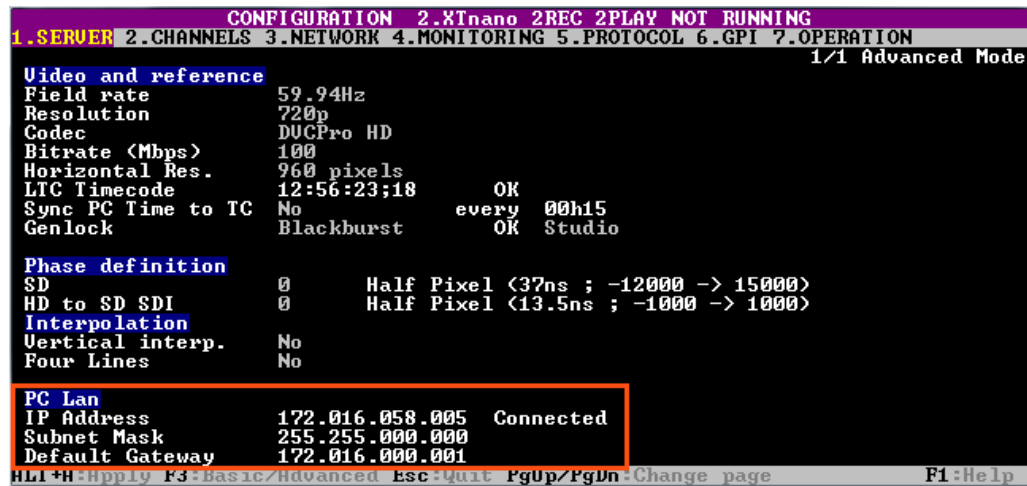 CONFIGURATION 2.XTnano 2REC 2PLAY NOT RUNNING
1.SERVER 2.CHANNELS 3.NETWORK 4.MONITORING 5.PROTOCOL 6.GPI 7.OPERATION
1/1 Advanced Mode
Video and reference
Field rate 59.94Hz
Resolution 720p
Codec DVCPro HD
Bitrate (Mbps) 100
Horizontal Res. 960 pixels
LTC Timecode 12:56:23;18 OK
Sync PC Time to TC No every 00h15
Genlock Blackburst OK Studio
Phase definition
SD 0 Half Pixel (37ns ; -12000 -> 15000)
HD to SD SDI 0 Half Pixel (13.5ns ; -1000 -> 1000)
Interpolation
Vertical interp. No
Four Lines No
PC Lan
IP Address 172.016.058.005 Connected
Subnet Mask 255.255.000.000
Default Gateway 172.016.000.001
ALT+A:Apply F3:Basic/Advanced Esc:Quit PgUp/PgDn:Change page F1:Help